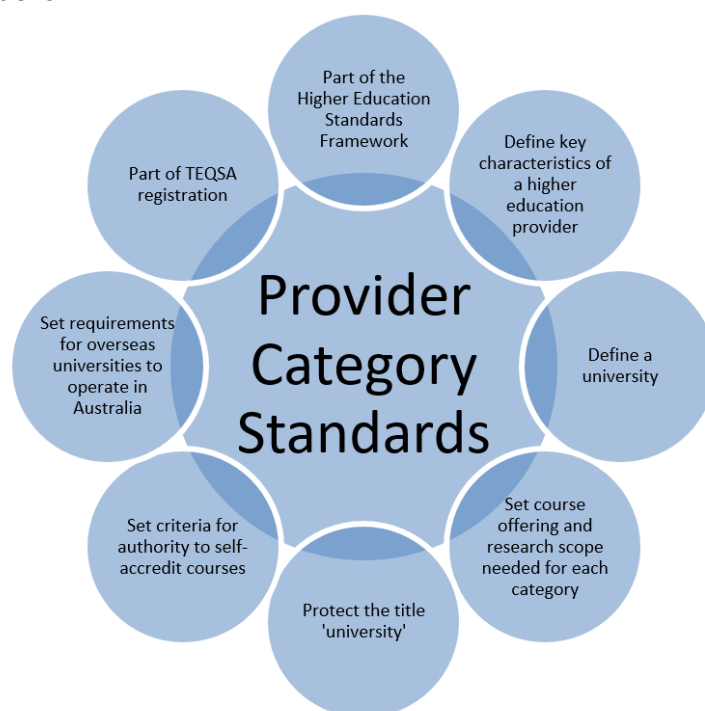 Part of the
Higher Education
Standards
Framework
Define key
characteristics of
a higher
education
provider
Define a
university
Set course
offering and
research scope
needed for each
category
Protect the title
'university'
Set criteria for
authority to self-
accredit courses
Set requirements
for overseas
universities to
operate in
Australia
Part of TEQSA
registration
Provider
Category
Standards